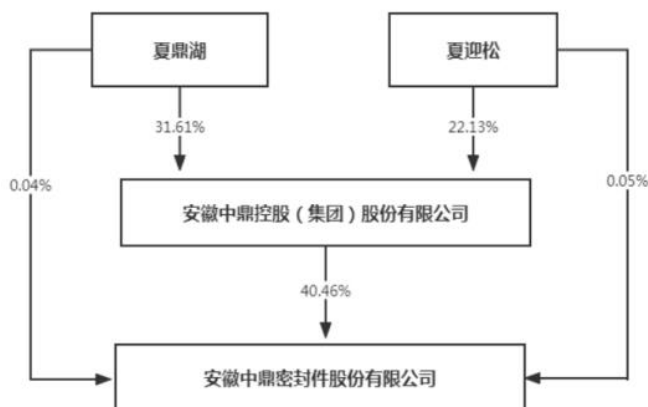 夏鼎湖
夏迎松
31.61%
22.13%
0.04%
0.05%
安徽中鼎控股（集团）股份有限公司
40.46%
安徽中鼎密封件股份有限公司